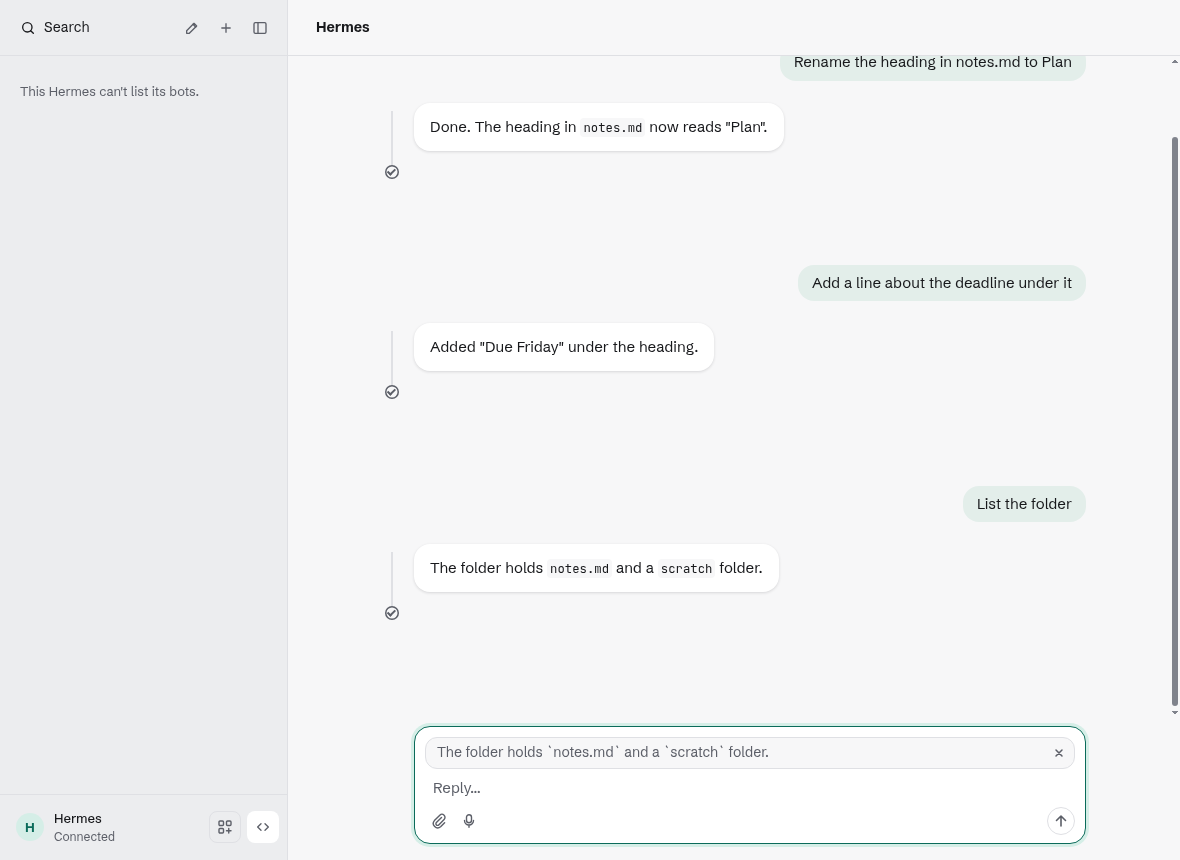 Search
Hermes
This Hermes can't list its bots.
Rename the heading in notes.md to Plan
Done. The heading in notes.md now reads "Plan".
Add a line about the deadline under it
Added "Due Friday" under the heading.
List the folder
The folder holds notes.md and a scratch folder.
The folder holds `notes.md` and a `scratch` folder.
Reply…
H
Hermes
Connected